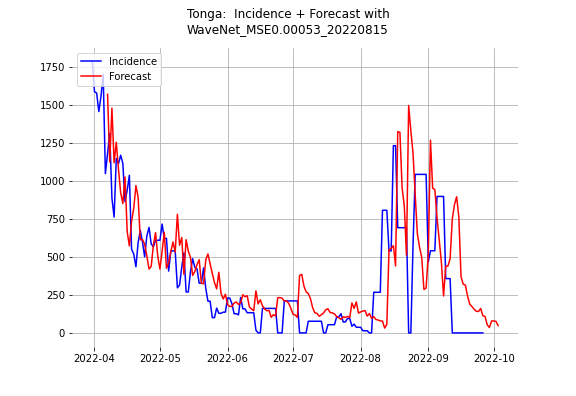 Tonga:  Incidence + Forecast with
WaveNet_MSE0.00053_20220815
Incidence
Forecast
1750
1500
1250
1000
750
500
250
0
2022-04 2022-05 2022-06 2022-07 2022-08 2022-09 2022-10